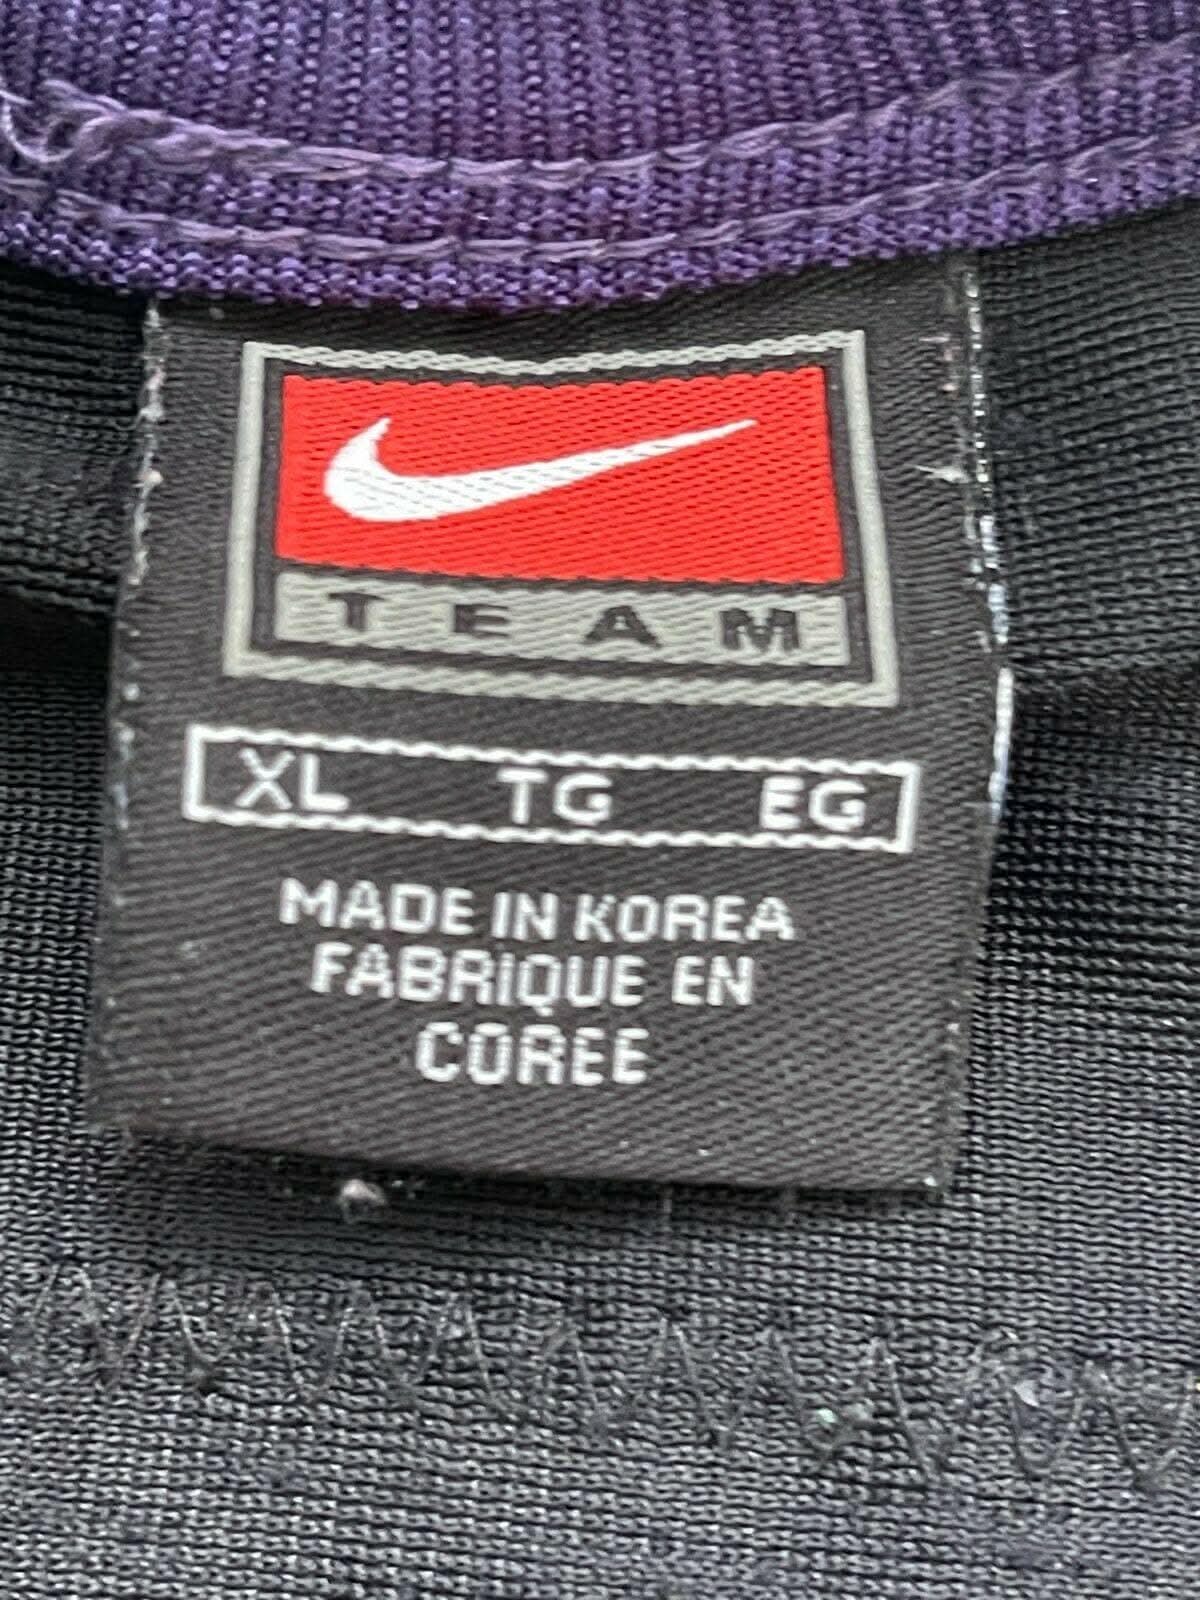 TEAM
XL TG EG
MADE IN KOREA
FABRIQUE EN
COREE